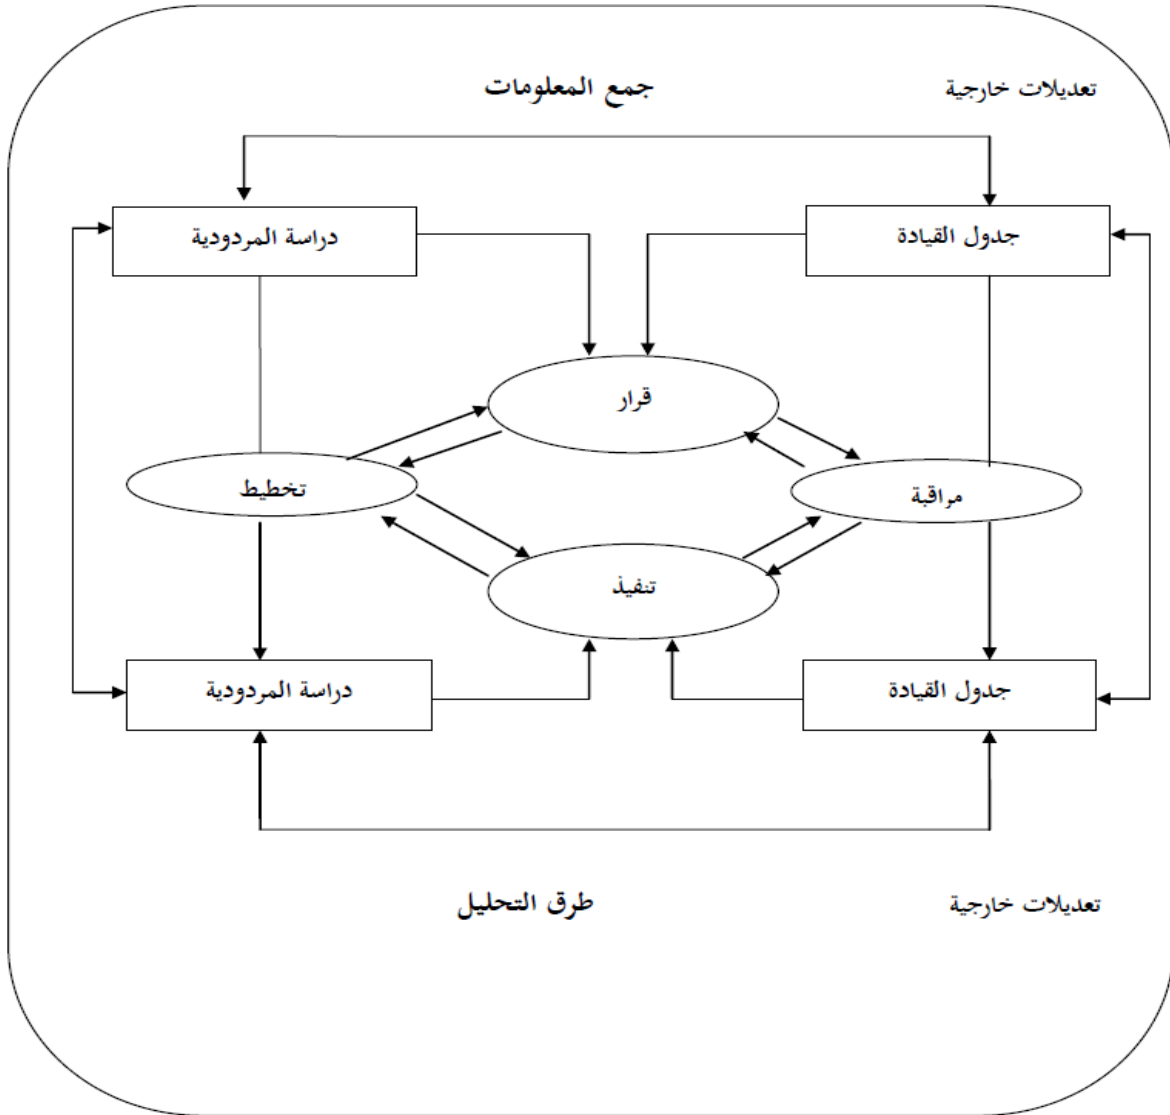 تعديلات خارجية
جمع المعلومات
جدول القيادة
دراسة المردودية
قرار
مراقبة
تخطيط
تنفيذ
جدول القيادة
دراسة المردودية
تعديلات خارجية
طرق التحليل